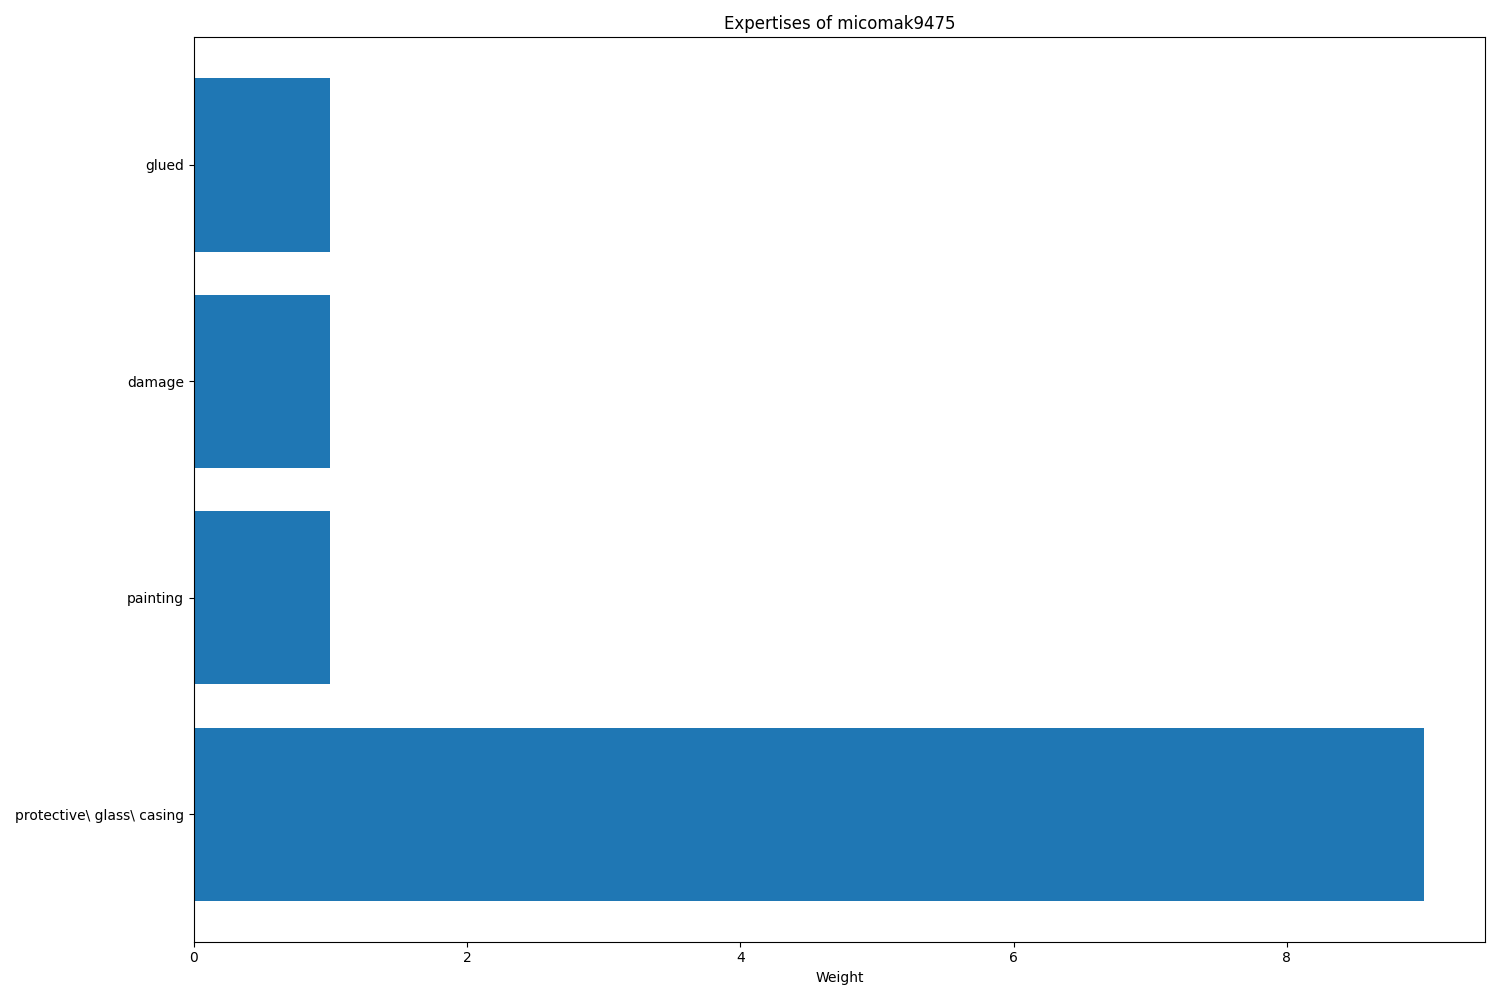 Expertises of micomak9475
glued
damage
painting
protective\ glass\ casing
0 2 4 6 8
Weight